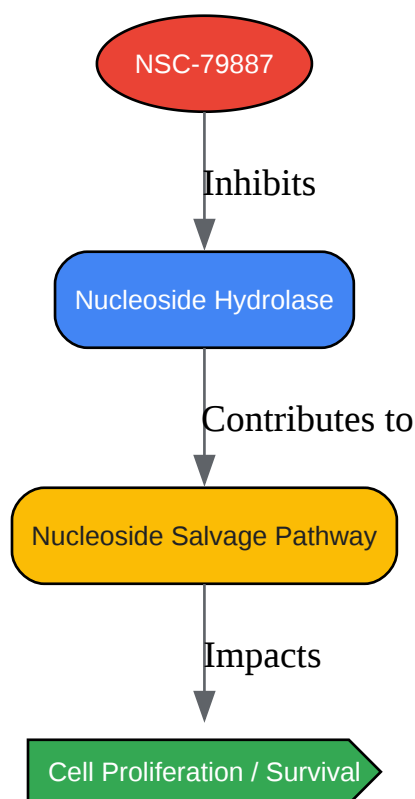 NSC-79887
Inhibits
Nucleoside Hydrolase
Contributes to
Nucleoside Salvage Pathway
Impacts
Cell Proliferation / Survival